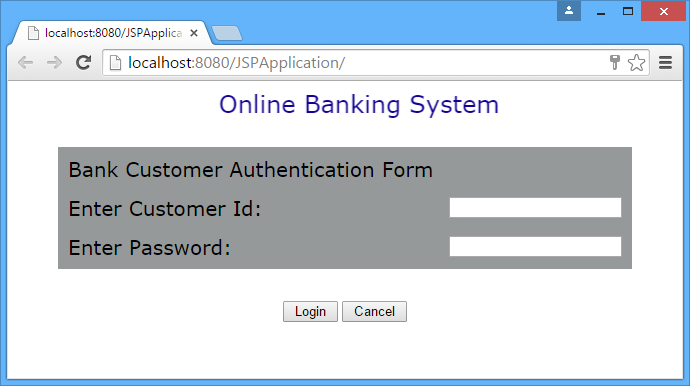 localhost:8080/JSPApplica
localhost:8080/JSPApplication/
Online Banking System
Bank Customer Authentication Form
Enter Customer Id:
Enter Password:
Login Cancel